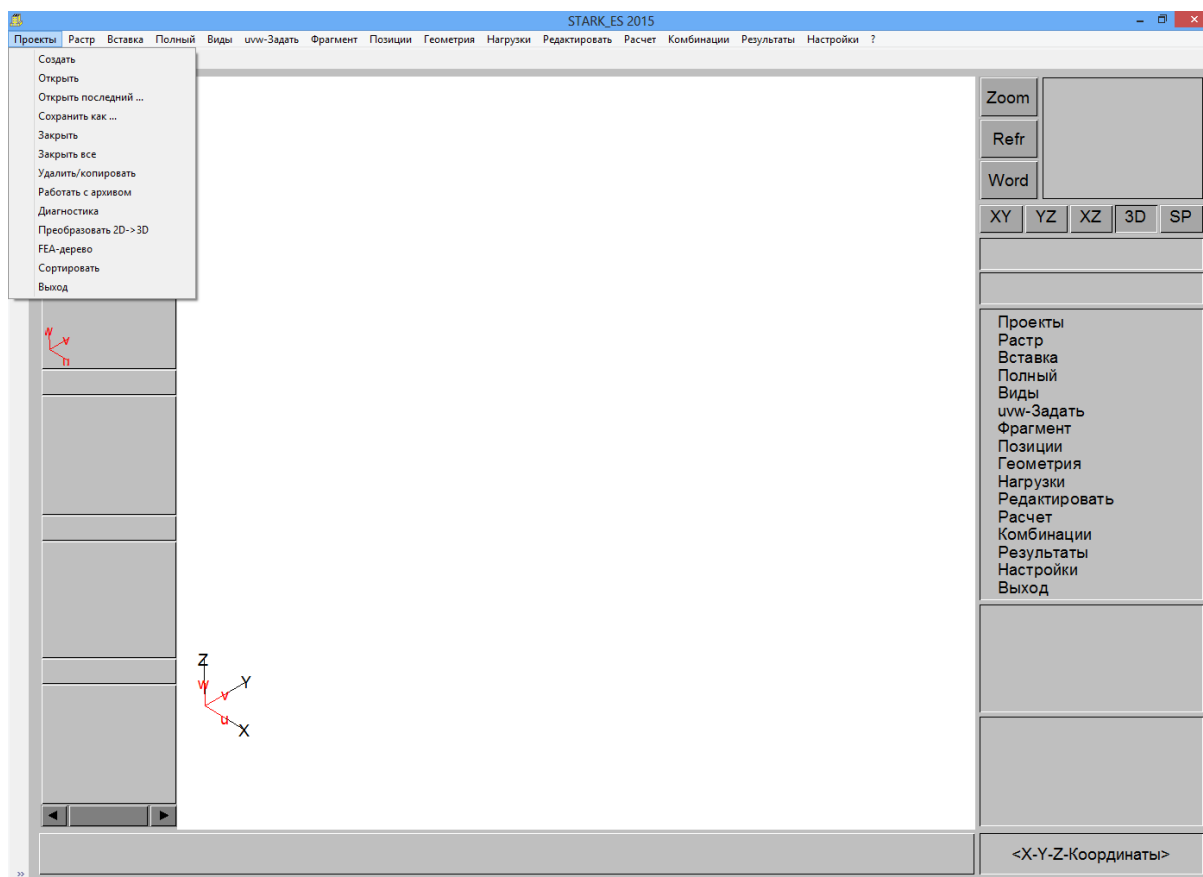 STARK_ES 2015
Проекты Растр Вставка Полный Виды uvw-Задать Фрагмент Позиции Геометрия Нагрузки Редактировать Расчет Комбинации Результаты Настройки ?
Создать
Открыть
Открыть последний ...
Сохранить как ...
Закрыть
Закрыть все
Удалить/копировать
Работать с архивом
Диагностика
Преобразовать 2D->3D
FEA-дерево
Сортировать
Выход
w
v
u
Z
w
v
Y
u
X
Zoom
Refr
Word
XY YZ XZ 3D SP
Проекты
Растр
Вставка
Полный
Виды
uvw-Задать
Фрагмент
Позиции
Геометрия
Нагрузки
Редактировать
Расчет
Комбинации
Результаты
Настройки
Выход
<X-Y-Z-Координаты>
»